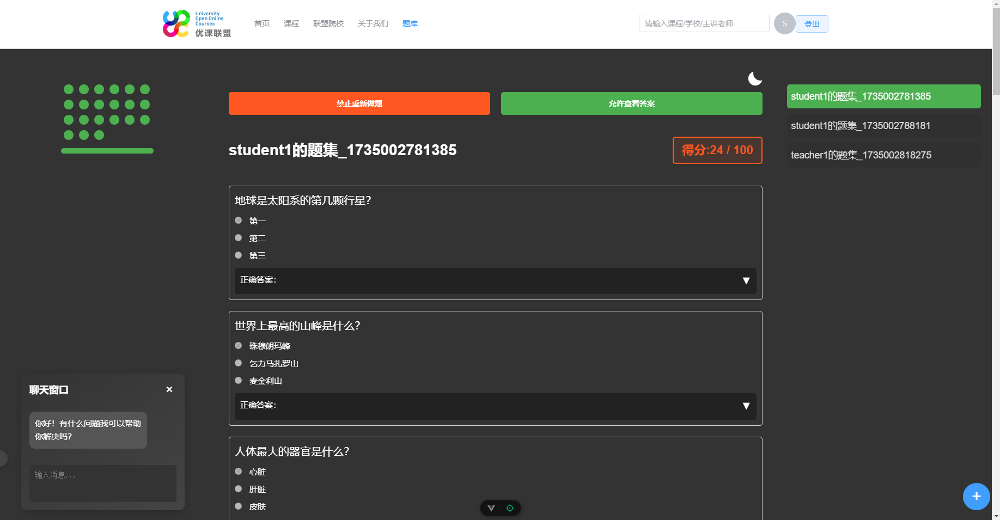 University
Open Online
Courses
优课联盟
首页
课程
联盟院校
关于我们
题库
请输入课程/学校/主讲老师
S
登出
禁止重新做题
允许查看答案
student1的题集_1735002781385
得分:24 / 100
地球是太阳系的第几颗行星？
第一
第二
第三
正确答案：
世界上最高的山峰是什么？
珠穆朗玛峰
乞力马扎罗山
麦金利山
正确答案：
人体最大的器官是什么？
心脏
肝脏
皮肤
student1的题集_1735002781385
student1的题集_1735002788181
teacher1的题集_1735002818275
聊天窗口
你好！有什么问题我可以帮助
你解决吗？
输入消息...